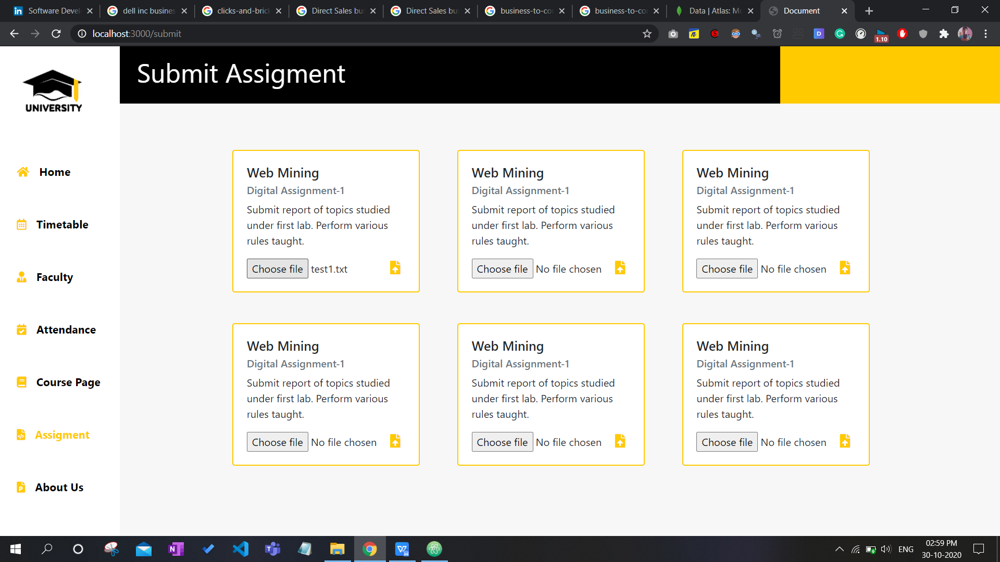 Software Devel
dell inc busines
clicks-and-brick
Direct Sales bu
Direct Sales bu
business-to-co
business-to-co
Data | Atlas: Mo
Document
localhost:3000/submit
1.10
UNIVERSITY
Submit Assigment
Home
Timetable
Faculty
Attendance
Course Page
Assigment
About Us
Web Mining
Digital Assignment-1
Submit report of topics studied
under first lab. Perform various
rules taught.
Choose file test1.txt
Web Mining
Digital Assignment-1
Submit report of topics studied
under first lab. Perform various
rules taught.
Choose file No file chosen
Web Mining
Digital Assignment-1
Submit report of topics studied
under first lab. Perform various
rules taught.
Choose file No file chosen
Web Mining
Digital Assignment-1
Submit report of topics studied
under first lab. Perform various
rules taught.
Choose file No file chosen
Web Mining
Digital Assignment-1
Submit report of topics studied
under first lab. Perform various
rules taught.
Choose file No file chosen
Web Mining
Digital Assignment-1
Submit report of topics studied
under first lab. Perform various
rules taught.
Choose file No file chosen
ENG
02:59 PM
30-10-2020